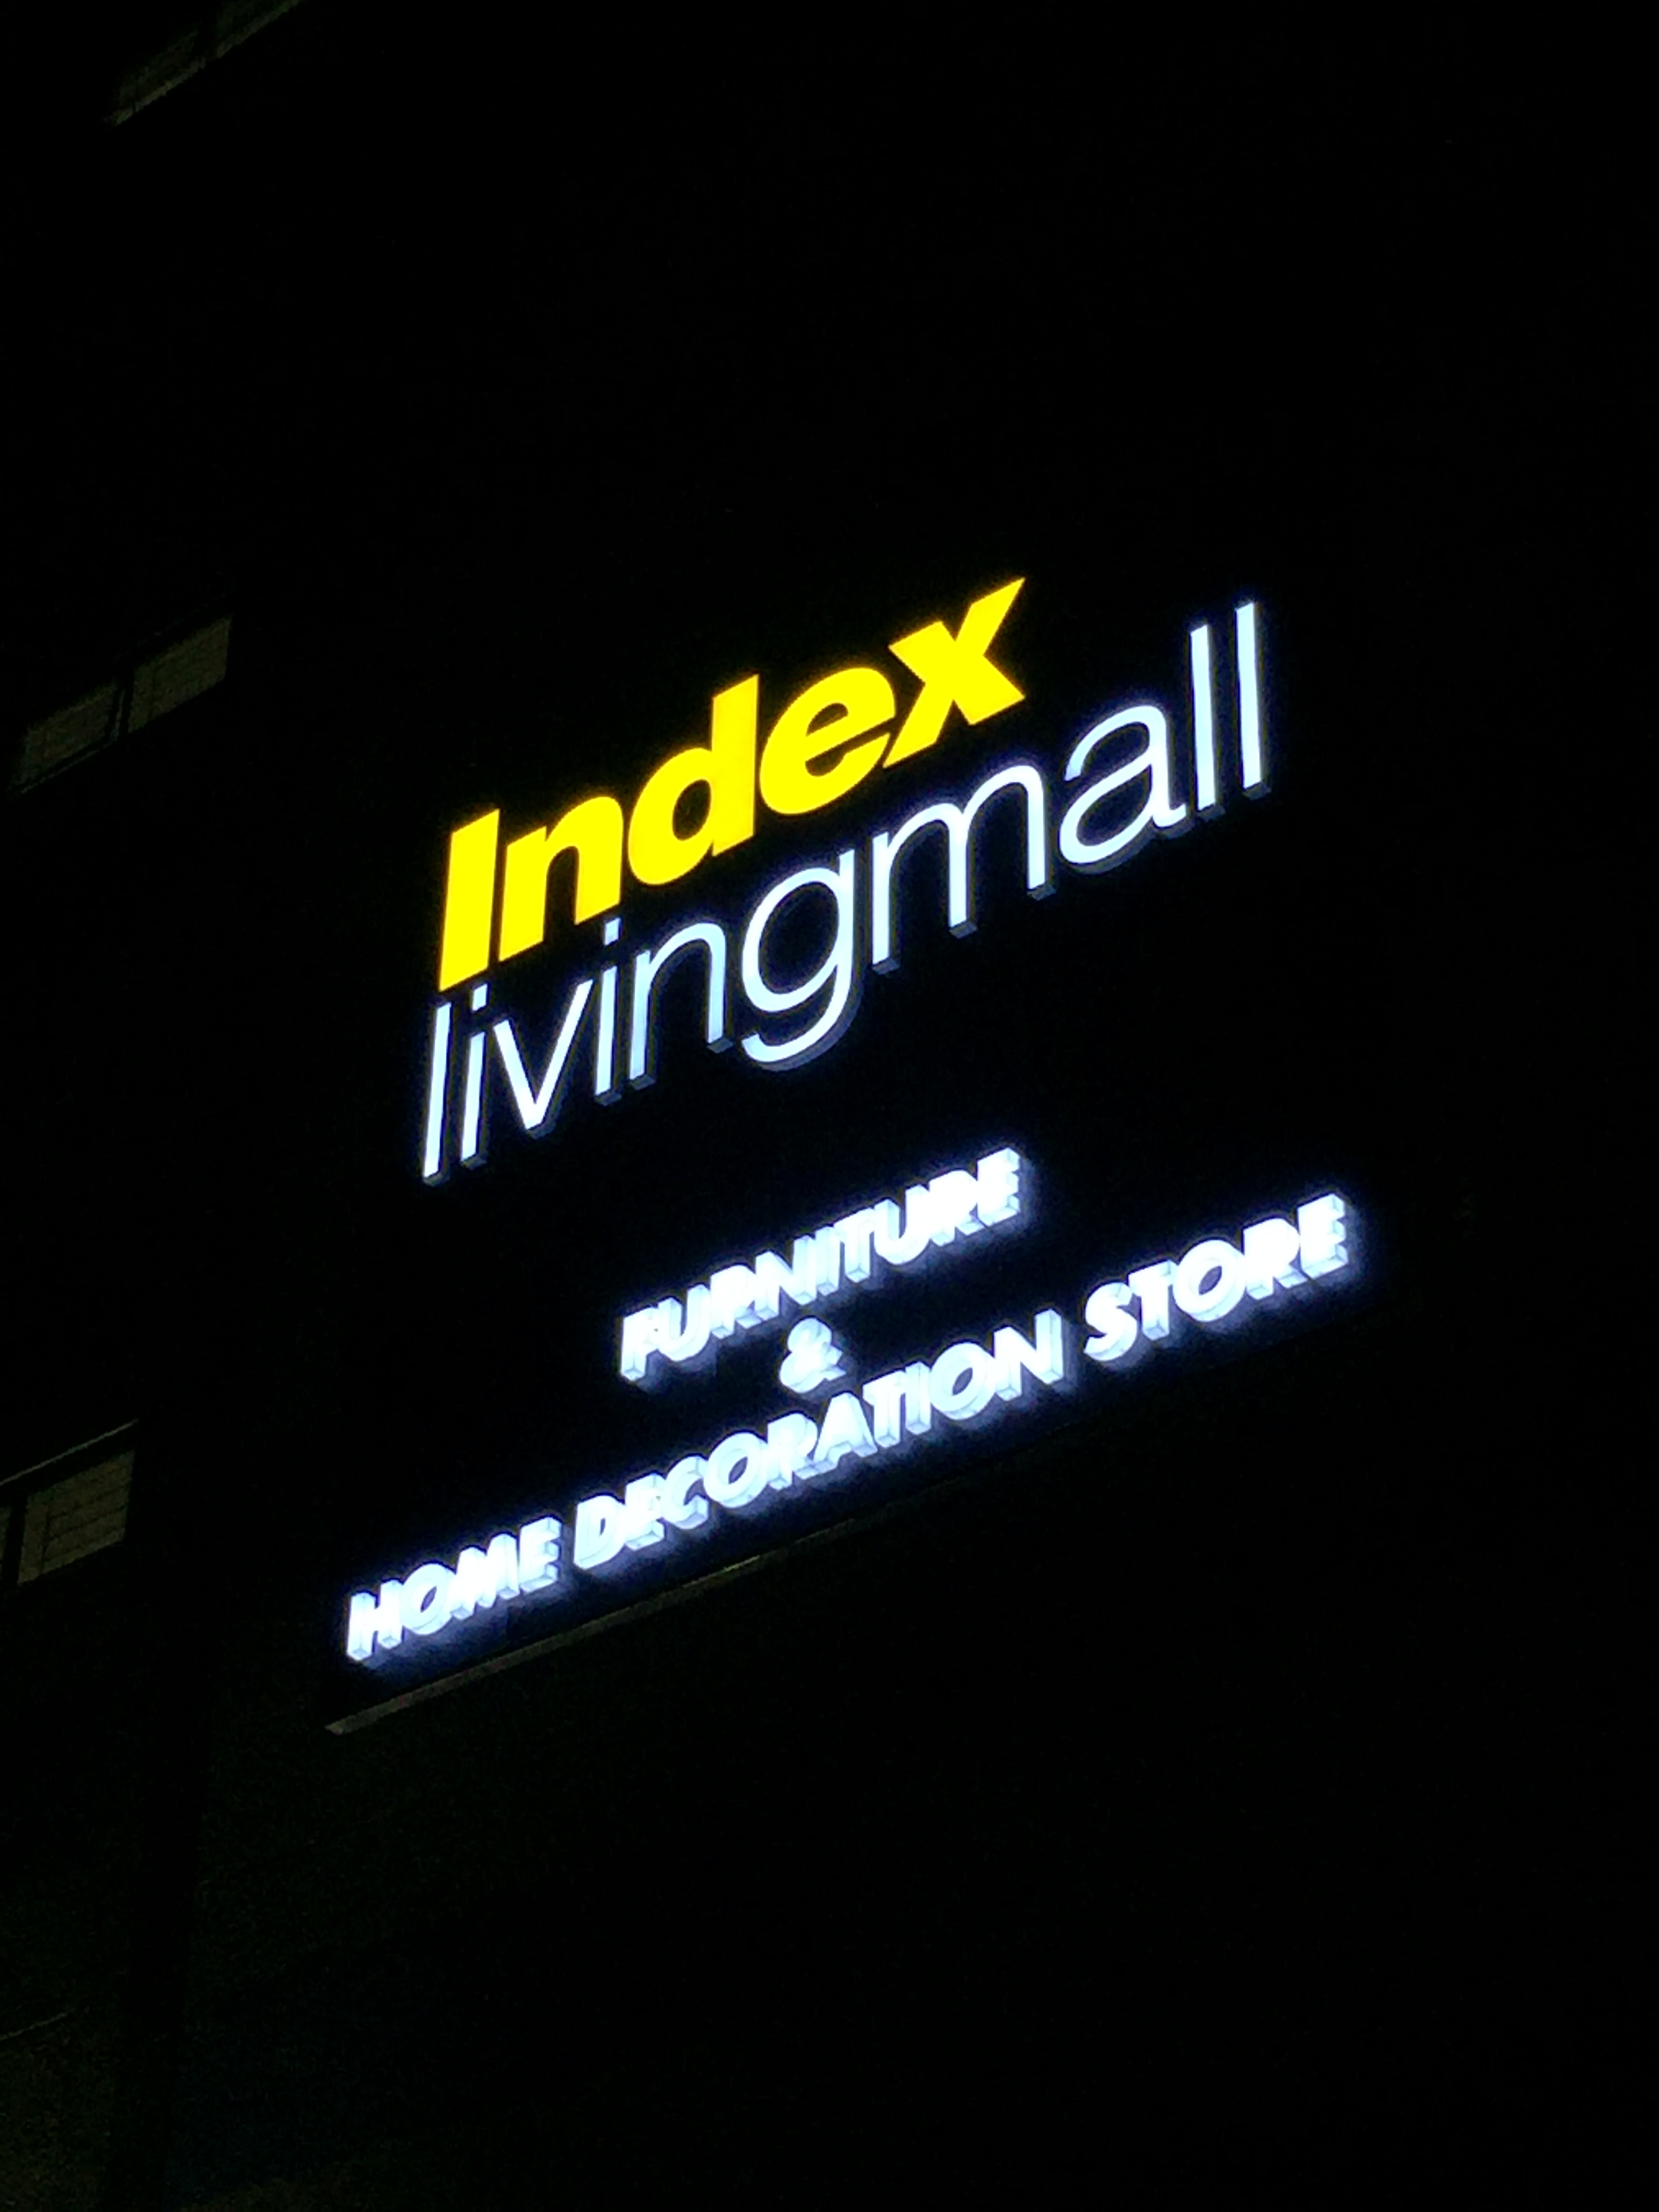 Index
livingmall
FURNITURE
&
HOME DECORATION STORE